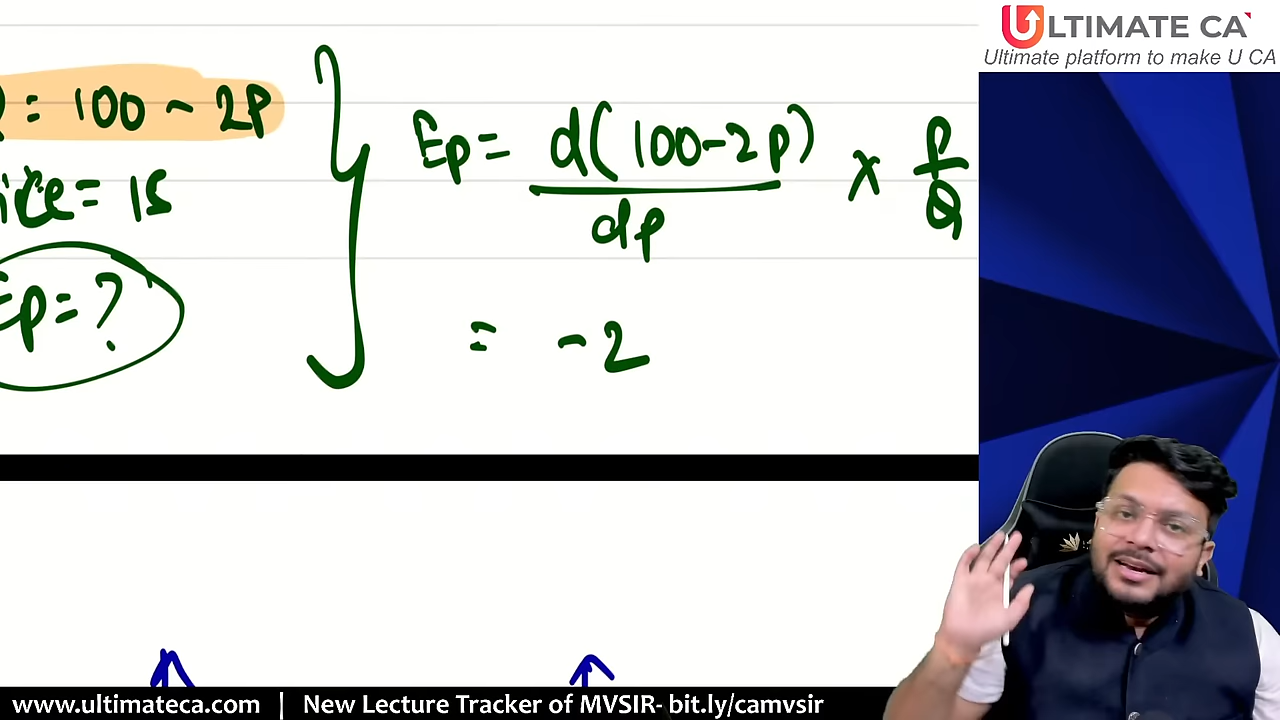 ULTIMATE CA
Ultimate platform to make U CA
= 100 - 2P
ice = 15
Ep = ?
Ep = d(100-2p)
dp
x P
Q
= -2
www.ultimateca.com | New Lecture Tracker of MVSIR- bit.ly/camvsir